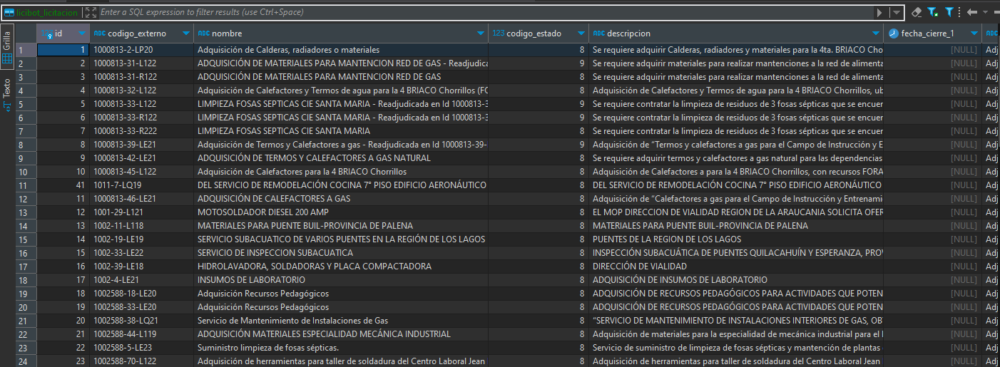 licibot_licitacion Enter a SQL expression to filter results (use Ctrl+Space)
Grilla
Texto
id ABC codigo_externo ABC nombre 123 codigo_estado ABC descripcion fecha_cierre_1 ABC
1 1 1000813-2-LP20 Adquisición de Calderas, radiadores o materiales 8 Se requiere adquirir Calderas, radiadores y materiales para la 4ta. BRIACO Cho [NULL] Adj
2 2 1000813-31-L122 ADQUISICIÓN DE MATERIALES PARA MANTENCION RED DE GAS - Readjudica 9 Se requiere adquirir materiales para realizar mantenciones a la red de alimenta [NULL] Adj
3 3 1000813-31-R122 ADQUISICIÓN DE MATERIALES PARA MANTENCION RED DE GAS 8 Se requiere adquirir materiales para realizar mantenciones a la red de alimenta [NULL] Adj
4 4 1000813-32-L122 Adquisición de Calefactores y Termos de agua para la 4 BRIACO Chorrillos (FO 8 Adquisición de Calefactores y Termos de agua para la 4 BRIACO Chorrillos, ub [NULL] Adj
5 5 1000813-33-L122 LIMPIEZA FOSAS SEPTICAS CIE SANTA MARIA - Readjudicada en Id 1000813-3 9 Se requiere contratar la limpieza de residuos de 3 fosas sépticas que se encuer [NULL] Adj
6 6 1000813-33-R122 LIMPIEZA FOSAS SEPTICAS CIE SANTA MARIA - Readjudicada en Id 1000813-3 9 Se requiere contratar la limpieza de residuos de 3 fosas sépticas que se encuer [NULL] Adj
7 7 1000813-33-R222 LIMPIEZA FOSAS SEPTICAS CIE SANTA MARIA 8 Se requiere contratar la limpieza de residuos de 3 fosas sépticas que se encuer [NULL] Adj
8 8 1000813-39-LE21 Adquisición de Termos y Calefactores a gas - Readjudicada en Id 1000813-39- 9 Adquisición de “Termos y calefactores a gas para el Campo de Instrucción y E [NULL] Adj
9 9 1000813-42-LE21 ADQUISICIÓN DE TERMOS Y CALEFACTORES A GAS NATURAL 8 Se requiere adquirir termos y calefactores a gas natural para las dependencias [NULL] Adj
10 10 1000813-45-L122 Adquisición de Calefactores para la 4 BRIACO Chorrillos 8 Adquisición de Calefactores a para la 4 BRIACO Chorrillos, con recursos FORA [NULL] Adj
11 41 1011-7-LQ19 DEL SERVICIO DE REMODELACIÓN COCINA 7° PISO EDIFICIO AERONÁUTICO 8 DEL SERVICIO DE REMODELACIÓN COCINA 7° PISO EDIFICIO AERONÁUTICO [NULL] Adj
12 11 1000813-46-LE21 ADQUISICIÓN DE CALEFACTORES A GAS 8 Adquisición de “Calefactores a gas para el Campo de Instrucción y Entrenami [NULL] Adj
13 12 1001-29-L121 MOTOSOLDADOR DIESEL 200 AMP 8 EL MOP DIRECCION DE VIALIDAD REGION DE LA ARAUCANIA SOLICITA OFER [NULL] Adj
14 13 1002-11-L118 MATERIALES PARA PUENTE BUIL-PROVINCIA DE PALENA 8 MATERIALES PARA PUENTE BUIL-PROVINCIA DE PALENA [NULL] Adj
15 14 1002-19-LE19 SERVICIO SUBACUATICO DE VARIOS PUENTES EN LA REGIÓN DE LOS LAGOS 8 PUENTES DE LA REGION DE LOS LAGOS [NULL] Adj
16 15 1002-33-LE22 SERVICIO DE INSPECCION SUBACUATICA 8 INSPECCIÓN SUBACUÁTICA DE PUENTES QUILACAHUÍN Y ESPERANZA, PROV [NULL] Adj
17 16 1002-39-LE18 HIDROLAVADORA, SOLDADORAS Y PLACA COMPACTADORA 8 DIRECCIÓN DE VIALIDAD [NULL] Adj
18 17 1002-4-LE21 INSUMOS DE LABORATORIO 8 ADQUISICIÓN DE INSUMOS DE LABORATORIO [NULL] Adj
19 18 1002588-18-LE20 Adquisición Recursos Pedagógicos 8 ADQUISICIÓN DE RECURSOS PEDAGÓGICOS PARA ACTIVIDADES QUE POTEN [NULL] Adj
20 19 1002588-33-LE20 Adquisición Recursos Pedagógicos 8 ADQUISICIÓN DE RECURSOS PEDAGÓGICOS PARA ACTIVIDADES QUE POTEN [NULL] Adj
21 20 1002588-38-LQ21 Servicio de Mantenimiento de Instalaciones de Gas 8 “SERVICIO DE MANTENIMIENTO DE INSTALACIONES INTERIORES DE GAS, OB [NULL] Adj
22 21 1002588-44-L119 ADQUISICIÓN MATERIALES ESPECIALIDAD MECÁNICA INDUSTRIAL 8 Adquisición de materiales para la especialidad de mecánica industrial para el [NULL] Adj
23 22 1002588-5-LE23 Suministro limpieza de fosas sépticas. 8 Servicio de suministro de limpieza de fosas sépticas y mantención de plantas [NULL] Adj
24 23 1002588-70-L122 Adquisición de herramientas para taller de soldadura del Centro Laboral Jean 8 Adquisición de herramientas para taller de soldadura del Centro Laboral Jean [NULL] Adj